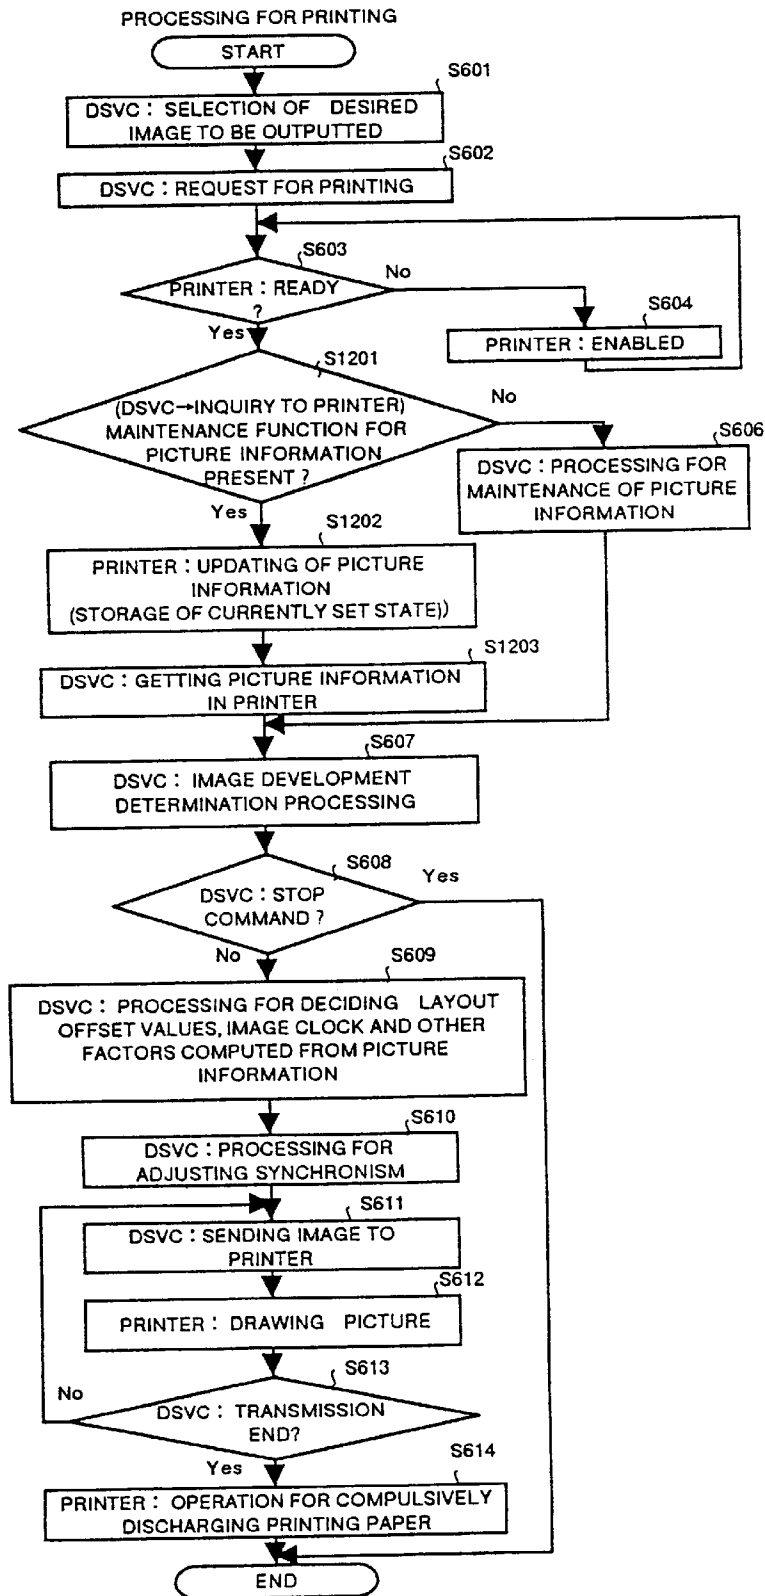 PROCESSING FOR PRINTING
START
S601
DSVC : SELECTION OF DESIRED
IMAGE TO BE OUTPUTTED
S602
DSVC : REQUEST FOR PRINTING
S603
PRINTER : READY
?
No
Yes
S604
PRINTER : ENABLED
S1201
(DSVC→INQUIRY TO PRINTER)
MAINTENANCE FUNCTION FOR
PICTURE INFORMATION
PRESENT ?
No
Yes
S606
DSVC : PROCESSING FOR
MAINTENANCE OF PICTURE
INFORMATION
S1202
PRINTER : UPDATING OF PICTURE
INFORMATION
(STORAGE OF CURRENTLY SET STATE))
S1203
DSVC : GETTING PICTURE INFORMATION
IN PRINTER
S607
DSVC : IMAGE DEVELOPMENT
DETERMINATION PROCESSING
S608
DSVC : STOP
COMMAND ?
Yes
No
S609
DSVC : PROCESSING FOR DECIDING LAYOUT
OFFSET VALUES, IMAGE CLOCK AND OTHER
FACTORS COMPUTED FROM PICTURE
INFORMATION
S610
DSVC : PROCESSING FOR
ADJUSTING SYNCHRONISM
S611
DSVC : SENDING IMAGE TO
PRINTER
S612
PRINTER : DRAWING PICTURE
S613
No
DSVC : TRANSMISSION
END?
Yes
S614
PRINTER : OPERATION FOR COMPULSIVELY
DISCHARGING PRINTING PAPER
END